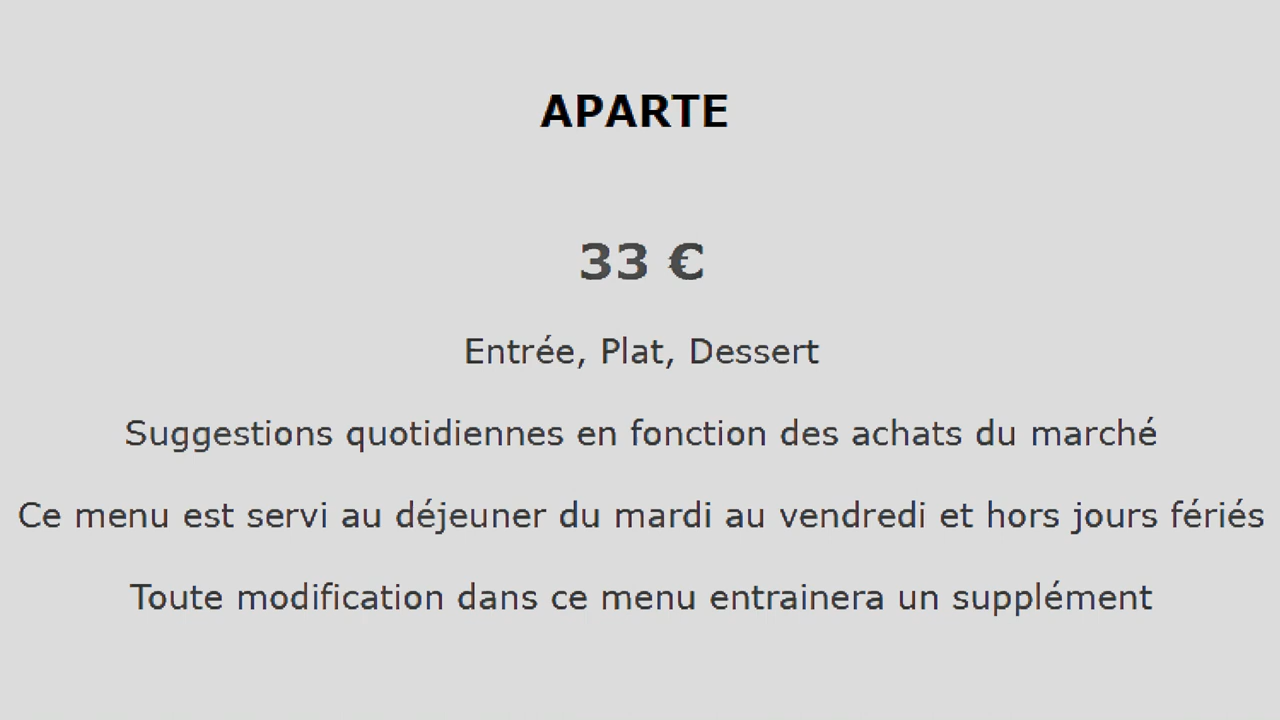 APARTE
33 €
Entrée, Plat, Dessert
Suggestions quotidiennes en fonction des achats du marché
Ce menu est servi au déjeuner du mardi au vendredi et hors jours fériés
Toute modification dans ce menu entrainera un supplément